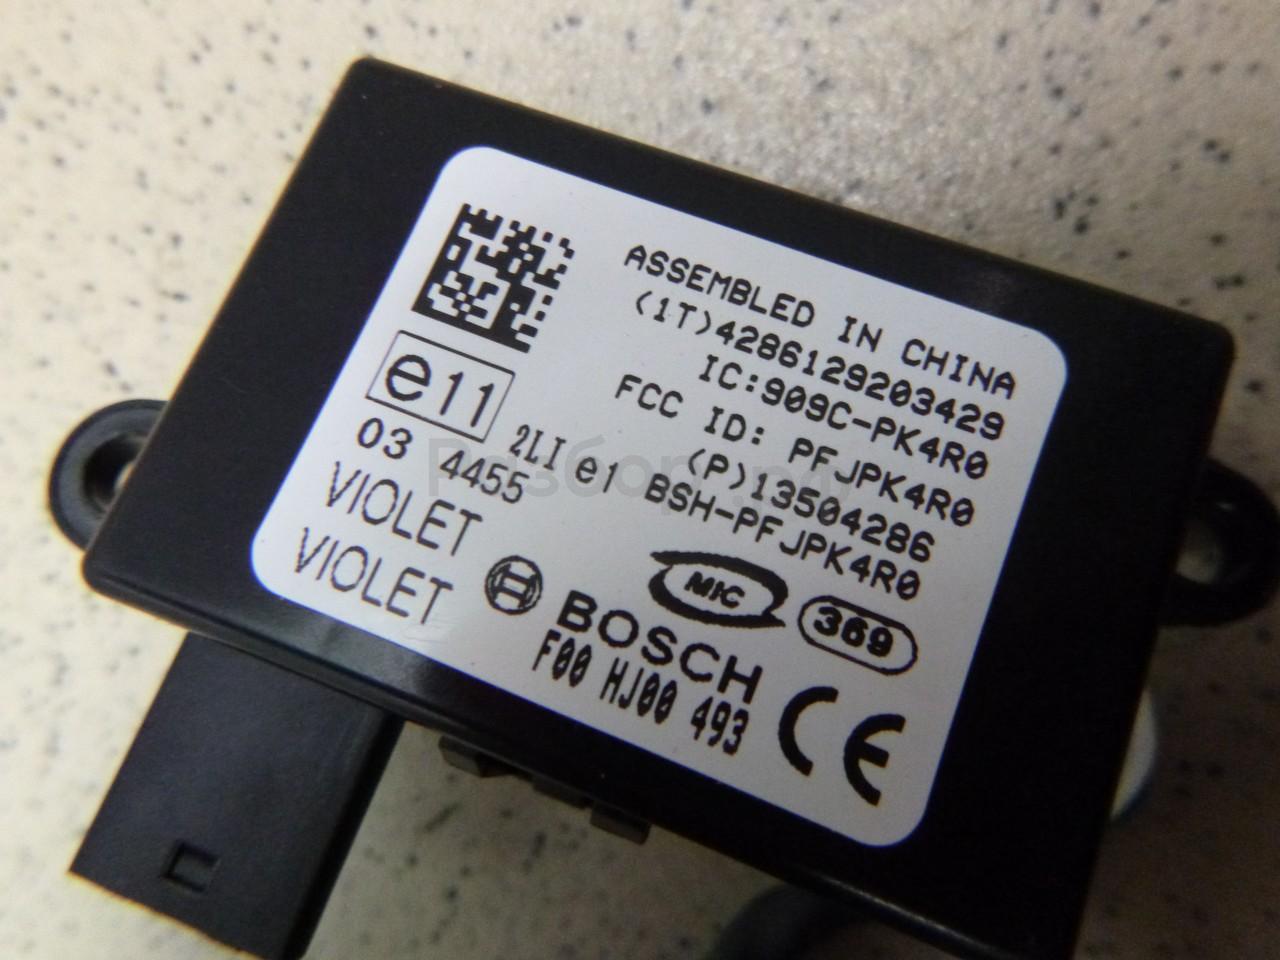 ASSEMBLED IN CHINA
(1T)4286129203429
IC:909C-PK4R0
FCC ID: PFJPK4R0
(P)13504286
BSH-PFJPK4R0
e11
2LI e1
03 4455
VIOLET
VIOLET
MIC
369
BOSCH
F00 HJ00 493
CE